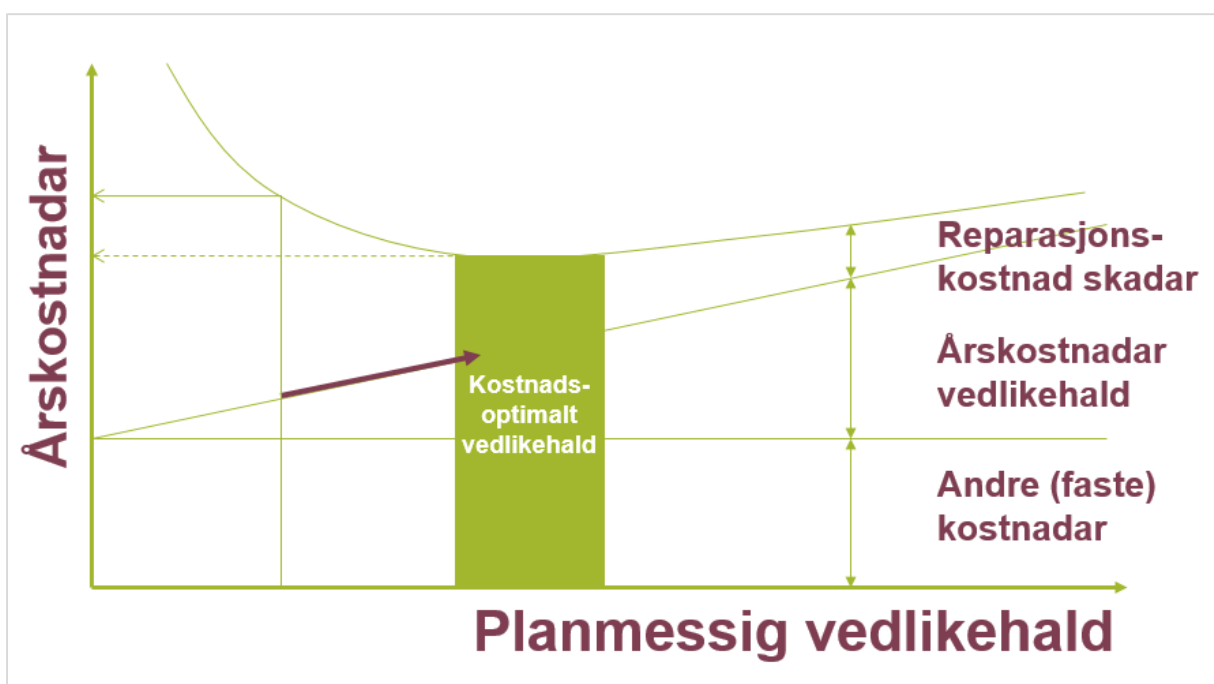 Årskostnadar
Reparasjons-
kostnad skadar
Årskostnadar
vedlikehald
Kostnads-
optimalt
vedlikehald
Andre (faste)
kostnadar
Planmessig vedlikehald